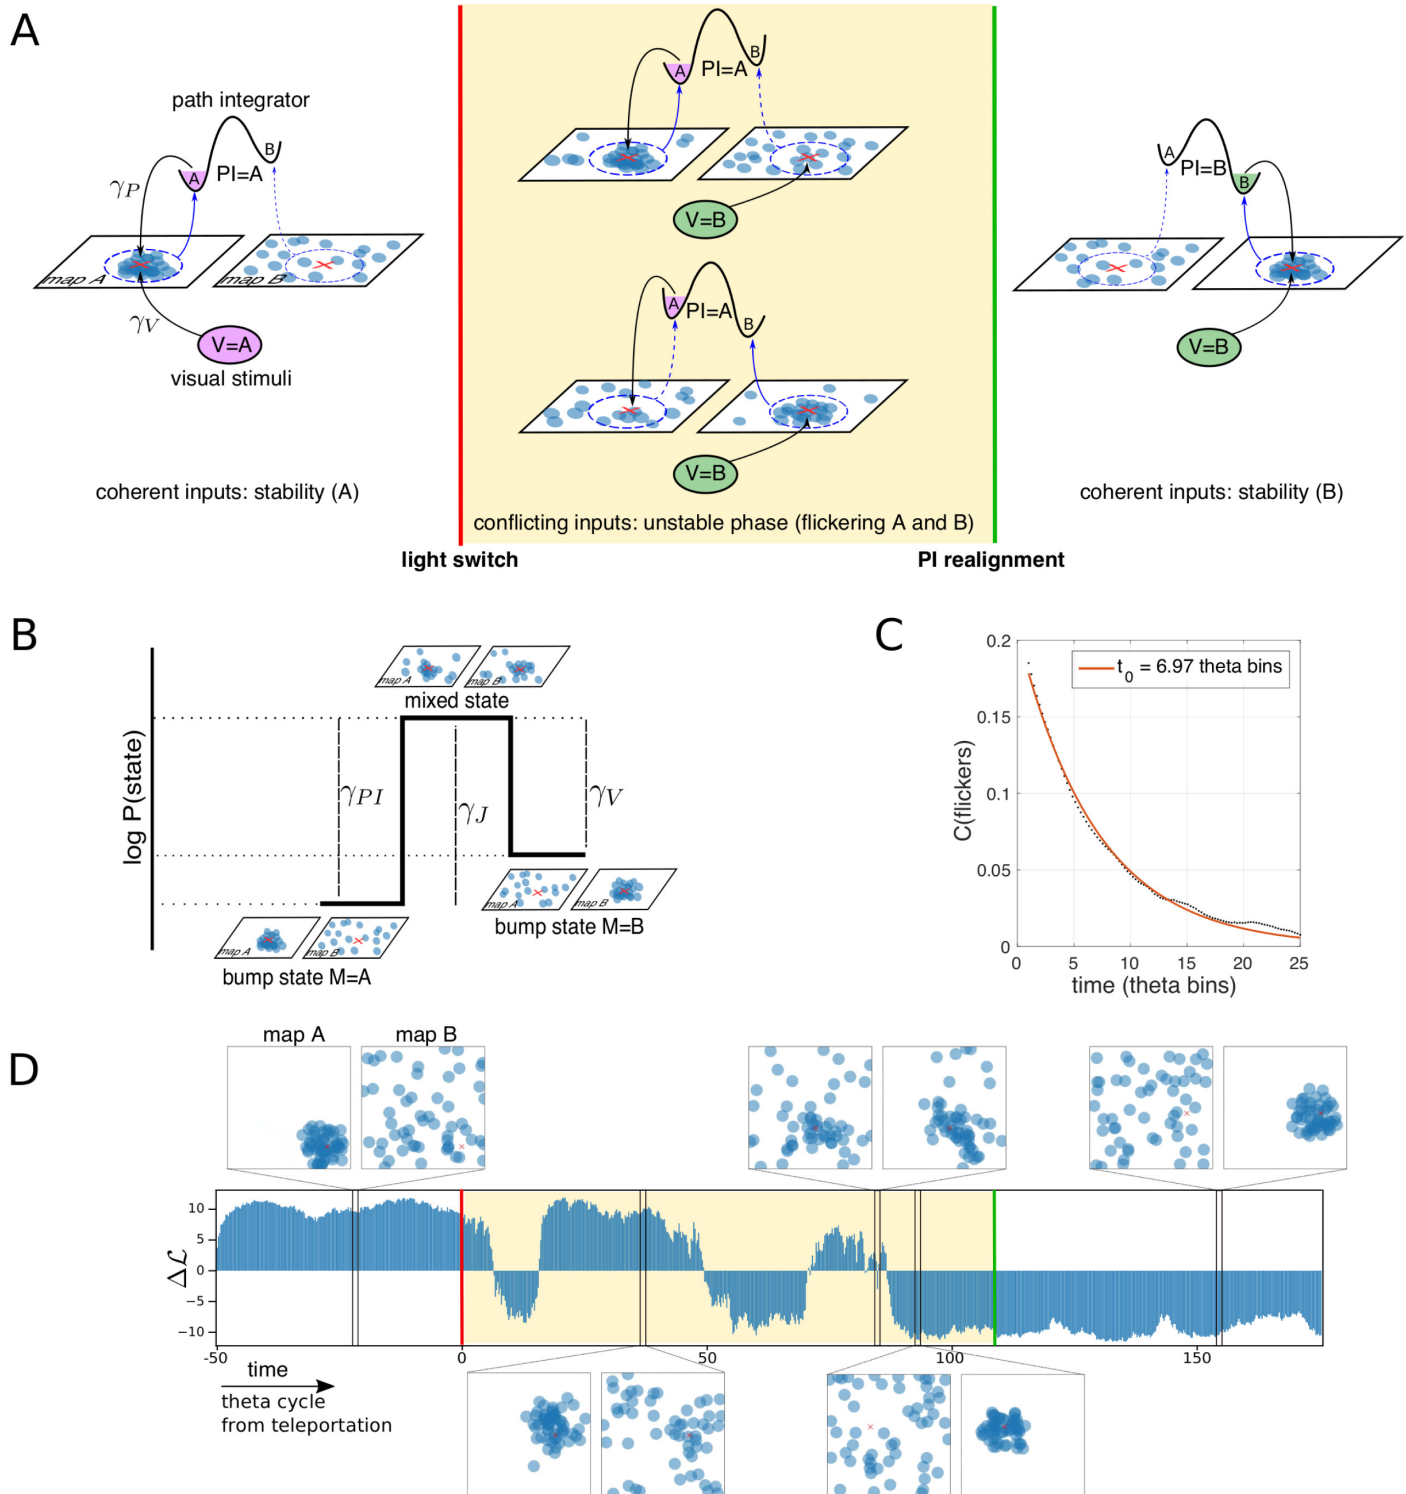 A
path integrator
A
PI=A
B
γP
map A
map B
γV
V=A
visual stimuli
coherent inputs: stability (A)
A
PI=A
B
V=B
A
PI=A
B
V=B
conflicting inputs: unstable phase (flickering A and B)
A
PI=B
B
V=B
coherent inputs: stability (B)
light switch
PI realignment
B
log P(state)
map A
map B
mixed state
γPI
γJ
γV
map A
map B
bump state M=B
map A
map B
bump state M=A
C
C(flickers)
0.2
0.15
0.1
0.05
0
t0 = 6.97 theta bins
0 5 10 15 20 25
time (theta bins)
D
map A
map B
ΔL
10
5
0
−5
−10
-50 0 50 100 150
time
theta cycle
from teleportation